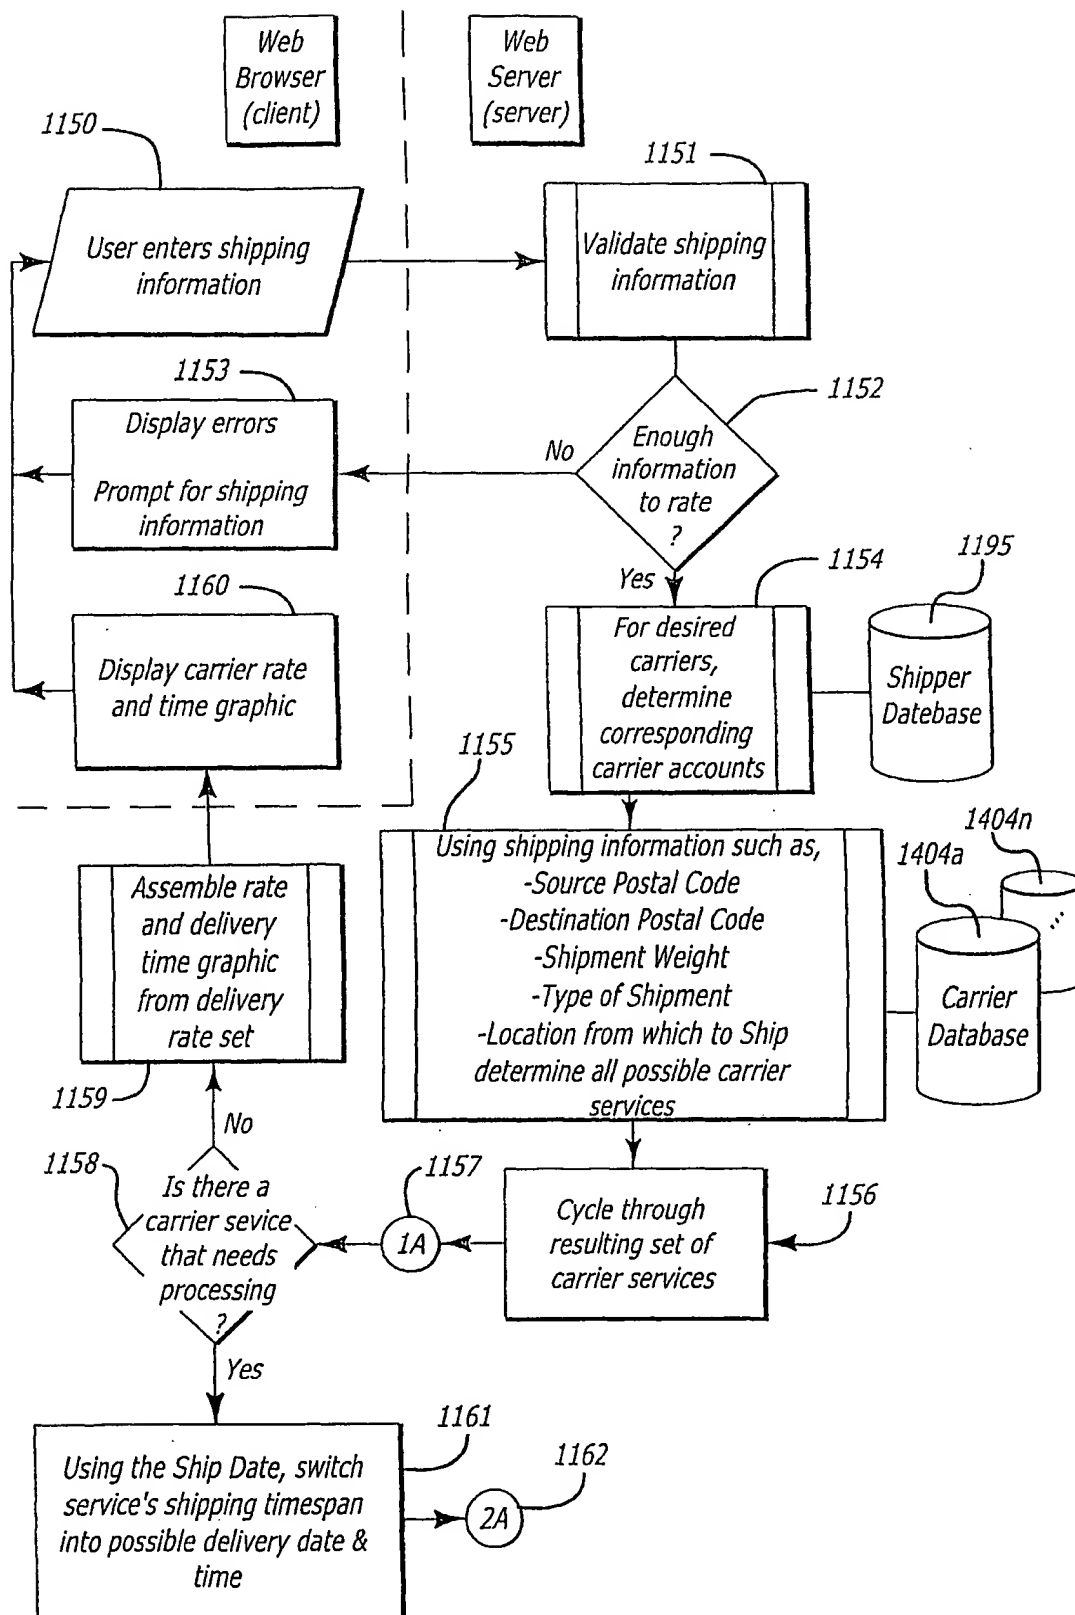 Web
Browser
(client)
Web
Server
(server)
1150
1151
User enters shipping
information
Validate shipping
information
1153
1152
Display errors
Prompt for shipping
information
No
Enough
information
to rate
?
Yes
1160
1154
1195
Display carrier rate
and time graphic
For desired
carriers,
determine
corresponding
carrier accounts
Shipper
Datebase
1155
1404n
1404a
Assemble rate
and delivery
time graphic
from delivery
rate set
Using shipping information such as,
-Source Postal Code
-Destination Postal Code
-Shipment Weight
-Type of Shipment
-Location from which to Ship
determine all possible carrier
services
Carrier
Database
1159
No
1158
1157
1156
Is there a
carrier sevice
that needs
processing
?
1A
Cycle through
resulting set of
carrier services
Yes
1161
1162
Using the Ship Date, switch
service's shipping timespan
into possible delivery date &
time
2A